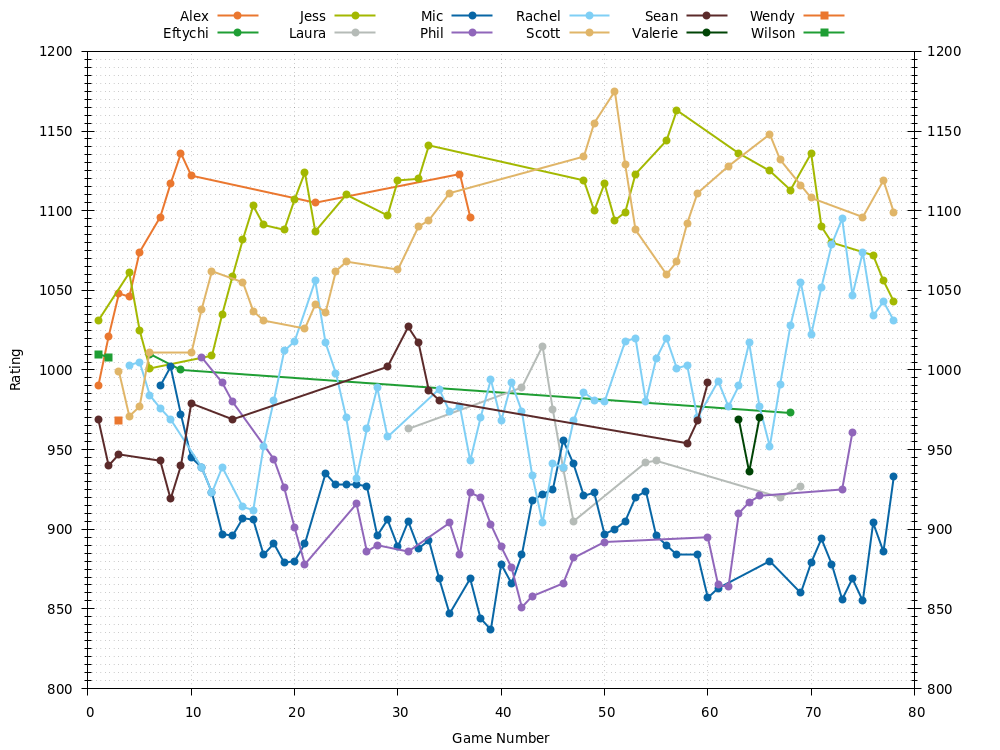 Alex Jess Mic Rachel Sean Wendy
Eftychi Laura Phil Scott Valerie Wilson
1200 1200
1150 1150
1100 1100
1050 1050
1000 1000
950 950
900 900
850 850
800 800
Rating
0 10 20 30 40 50 60 70 80
Game Number